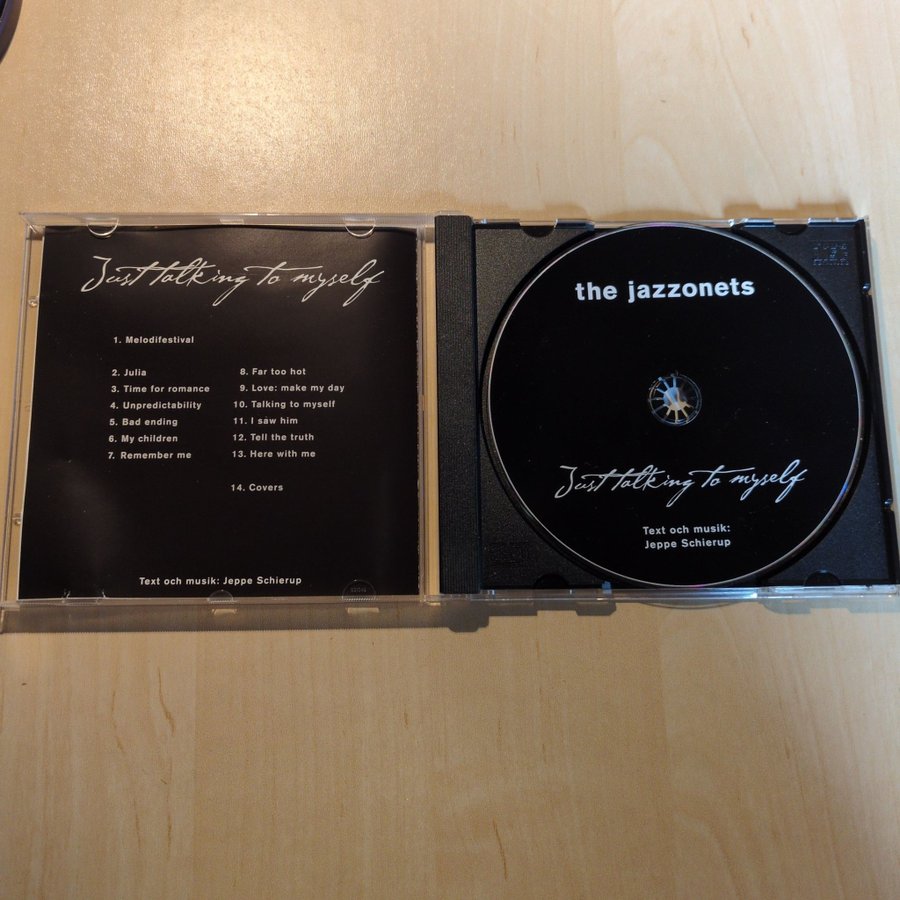 Just talking to myself
1. Melodifestival
2. Julia
3. Time for romance
4. Unpredictability
5. Bad ending
6. My children
7. Remember me
8. Far too hot
9. Love: make my day
10. Talking to myself
11. I saw him
12. Tell the truth
13. Here with me
14. Covers
Text och musik: Jeppe Schierup
the jazzonets
Just talking to myself
Text och musik:
Jeppe Schierup